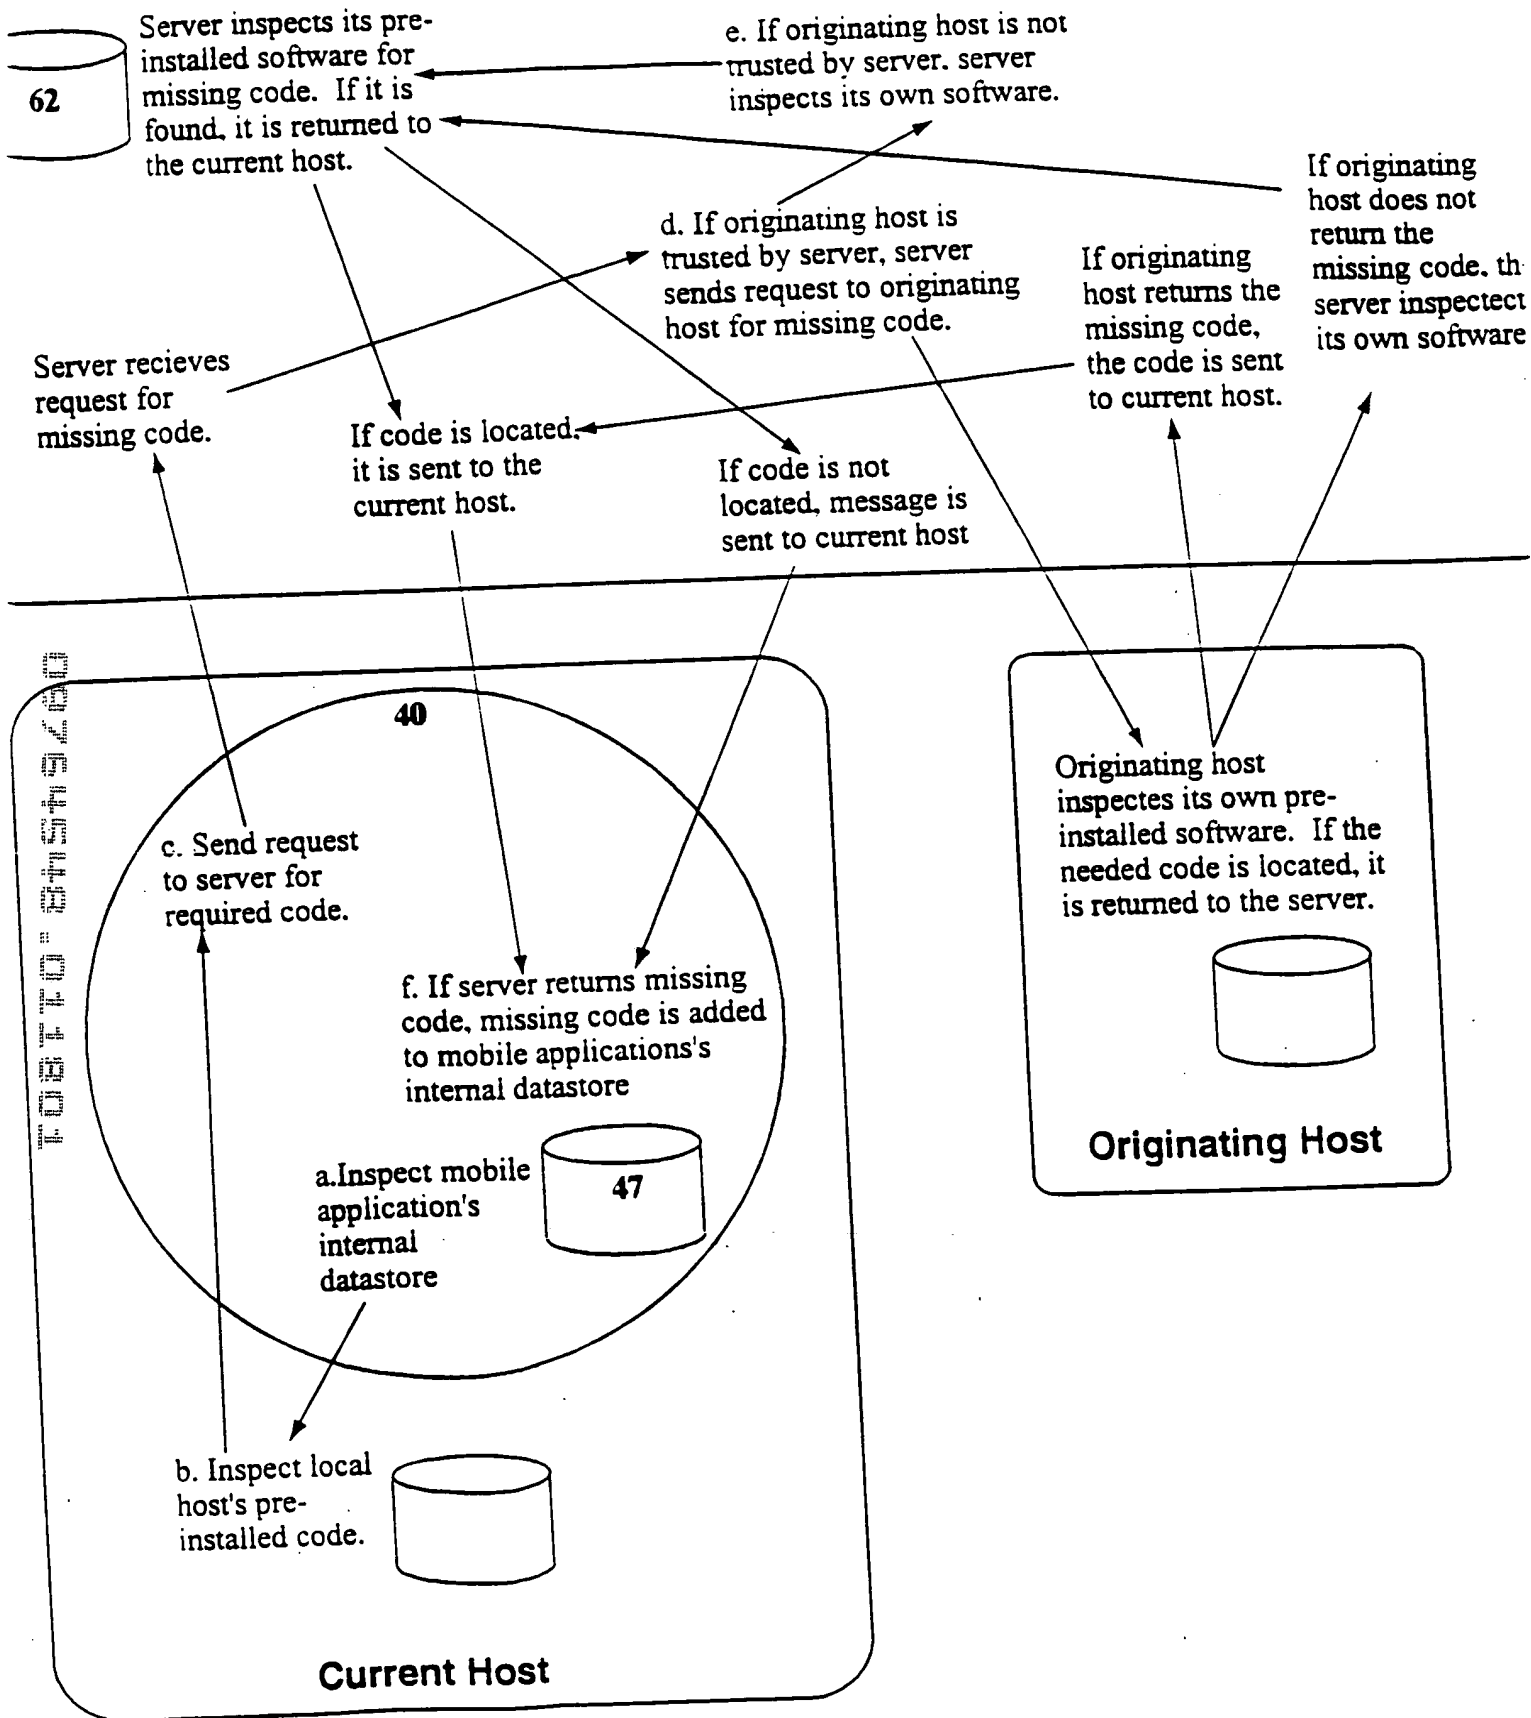 Server inspects its pre-
installed software for
missing code. If it is
found, it is returned to
the current host.
62
e. If originating host is not
trusted by server. server
inspects its own software.
d. If originating host is
trusted by server, server
sends request to originating
host for missing code.
If originating
host returns the
missing code,
the code is sent
to current host.
If originating
host does not
return the
missing code. th
server inspectect
its own software
Server recieves
request for
missing code.
If code is located,
it is sent to the
current host.
If code is not
located, message is
sent to current host
09764548.011801
40
c. Send request
to server for
required code.
f. If server returns missing
code, missing code is added
to mobile applications's
internal datastore
a.Inspect mobile
application's
internal
datastore
47
b. Inspect local
host's pre-
installed code.
Current Host
Originating host
inspectes its own pre-
installed software. If the
needed code is located, it
is returned to the server.
Originating Host